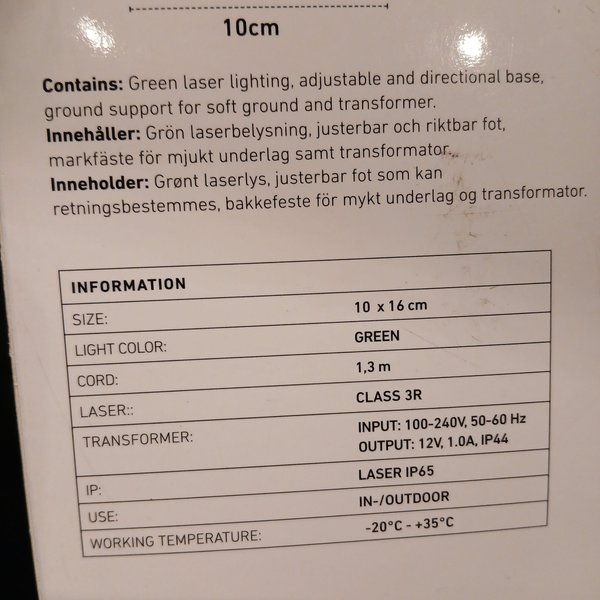 10cm
Contains: Green laser lighting, adjustable and directional base,
ground support for soft ground and transformer.
Innehåller: Grön laserbelysning, justerbar och riktbar fot,
markfäste för mjukt underlag samt transformator.
Inneholder: Grønt laserlys, justerbar fot som kan
retningsbestemmes, bakkefeste för mykt underlag og transformator.
INFORMATION
SIZE: 10 x 16 cm
LIGHT COLOR: GREEN
CORD: 1,3 m
LASER:: CLASS 3R
TRANSFORMER: INPUT: 100-240V, 50-60 Hz
OUTPUT: 12V, 1.0A, IP44
IP: LASER IP65
USE: IN-/OUTDOOR
WORKING TEMPERATURE: -20°C - +35°C